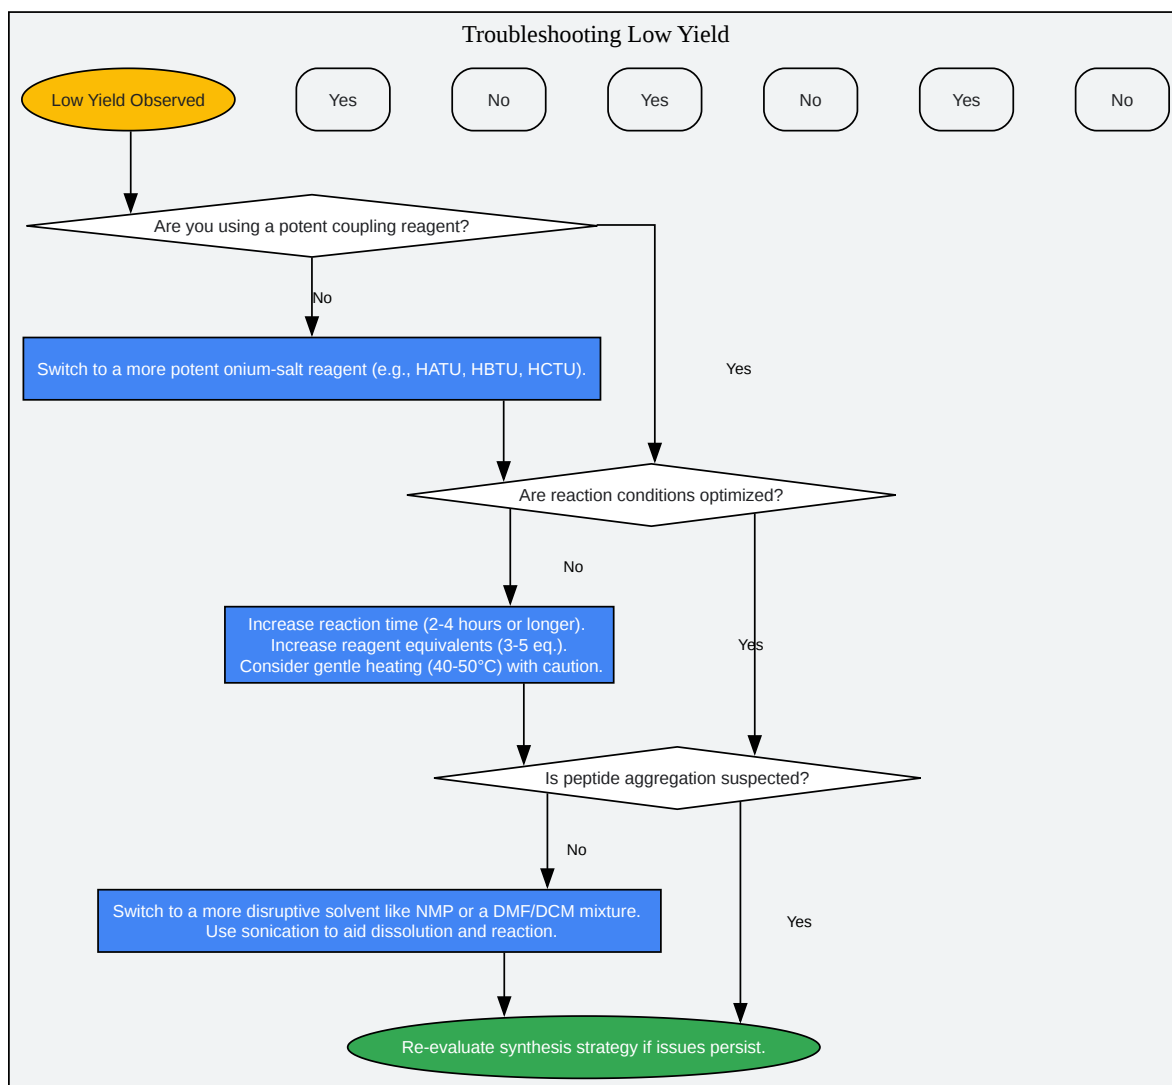 Troubleshooting Low Yield
Low Yield Observed
Yes
No
Yes
No
Yes
No
Are you using a potent coupling reagent?
No
Switch to a more potent onium-salt reagent (e.g., HATU, HBTU, HCTU).
Yes
Are reaction conditions optimized?
No
Increase reaction time (2-4 hours or longer).
Increase reagent equivalents (3-5 eq.).
Consider gentle heating (40-50°C) with caution.
Yes
Is peptide aggregation suspected?
No
Switch to a more disruptive solvent like NMP or a DMF/DCM mixture.
Use sonication to aid dissolution and reaction.
Yes
Re-evaluate synthesis strategy if issues persist.